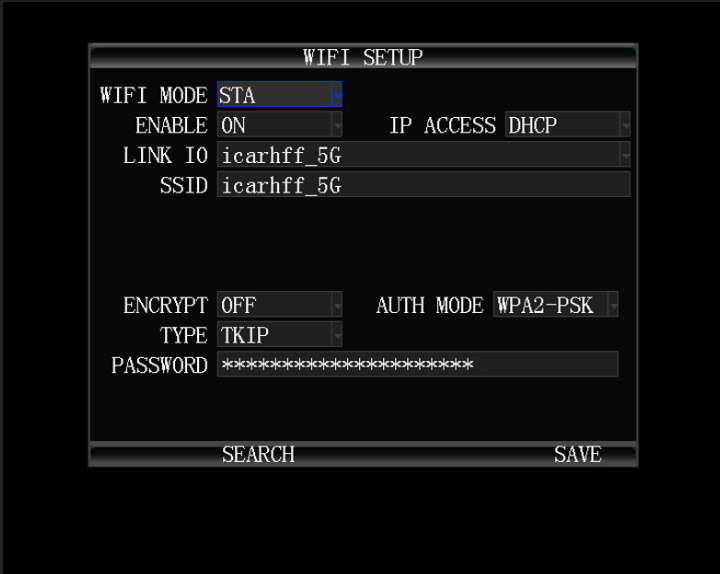 WIFI SETUP
WIFI MODE STA
ENABLE ON IP ACCESS DHCP
LINK IO icarhff_5G
SSID icarhff_5G
ENCRYPT OFF AUTH MODE WPA2-PSK
TYPE TKIP
PASSWORD *********************
SEARCH SAVE